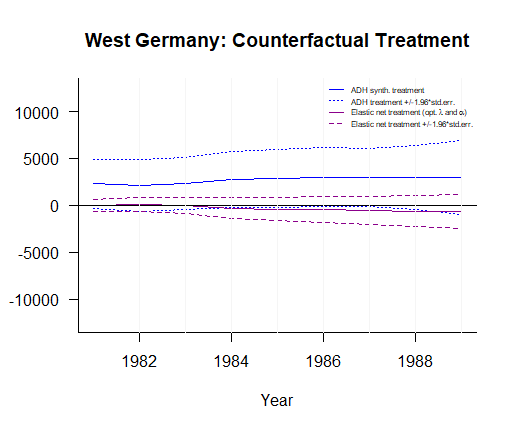 West Germany: Counterfactual Treatment
ADH synth. treatment
ADH treatment +/-1.96*std.err.
Elastic net treatment (opt. λ and α)
Elastic net treatment +/-1.96*std.err.
10000
5000
0
-5000
-10000
1982 1984 1986 1988
Year